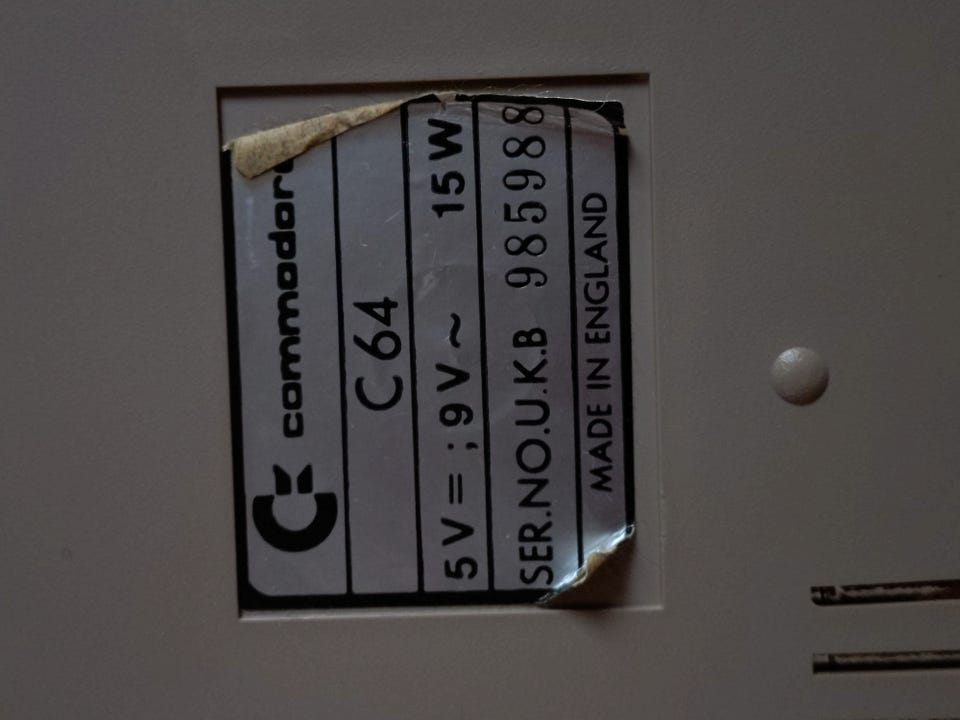 commodore
C 64
5 V = ; 9 V ~ 15 W
SER.NO.U.K.B 985988
MADE IN ENGLAND